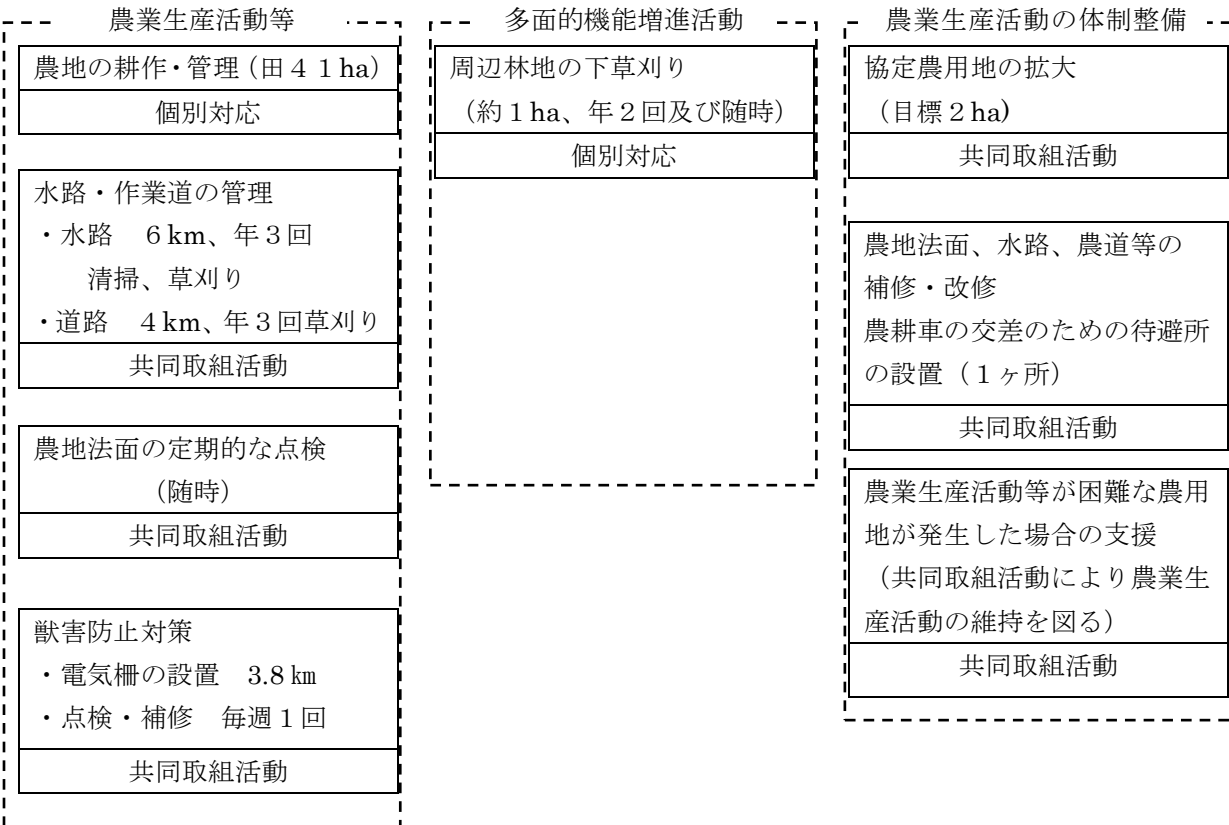 農業生産活動等
農地の耕作・管理（田４１ha）
個別対応
水路・作業道の管理
・水路　６km、年３回
清掃、草刈り
・道路　４km、年３回草刈り
共同取組活動
農地法面の定期的な点検
（随時）
共同取組活動
獣害防止対策
・電気柵の設置　3.8㎞
・点検・補修　毎週１回
共同取組活動
多面的機能増進活動
周辺林地の下草刈り
（約１ha、年２回及び随時）
個別対応
農業生産活動の体制整備
協定農用地の拡大
（目標２ha)
共同取組活動
農地法面、水路、農道等の
補修・改修
農耕車の交差のための待避所
の設置（１ヶ所）
共同取組活動
農業生産活動等が困難な農用
地が発生した場合の支援
（共同取組活動により農業生
産活動の維持を図る）
共同取組活動